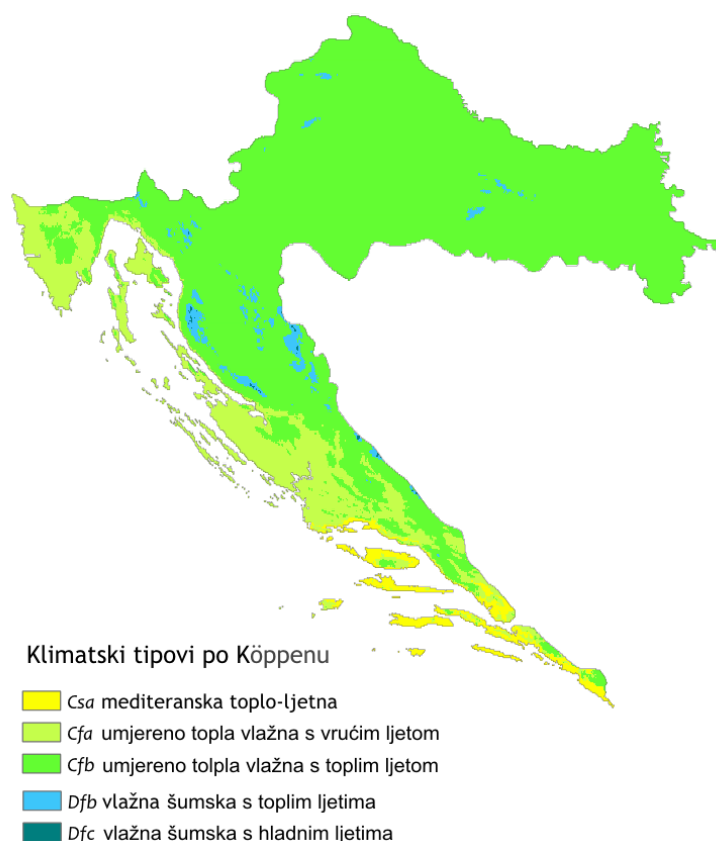 Klimatski tipovi po Köppenu
Csa mediteranska toplo-ljetna
Cfa umjereno topla vlažna s vrućim ljetom
Cfb umjereno tolpla vlažna s toplim ljetom
Dfb vlažna šumska s toplim ljetima
Dfc vlažna šumska s hladnim ljetima